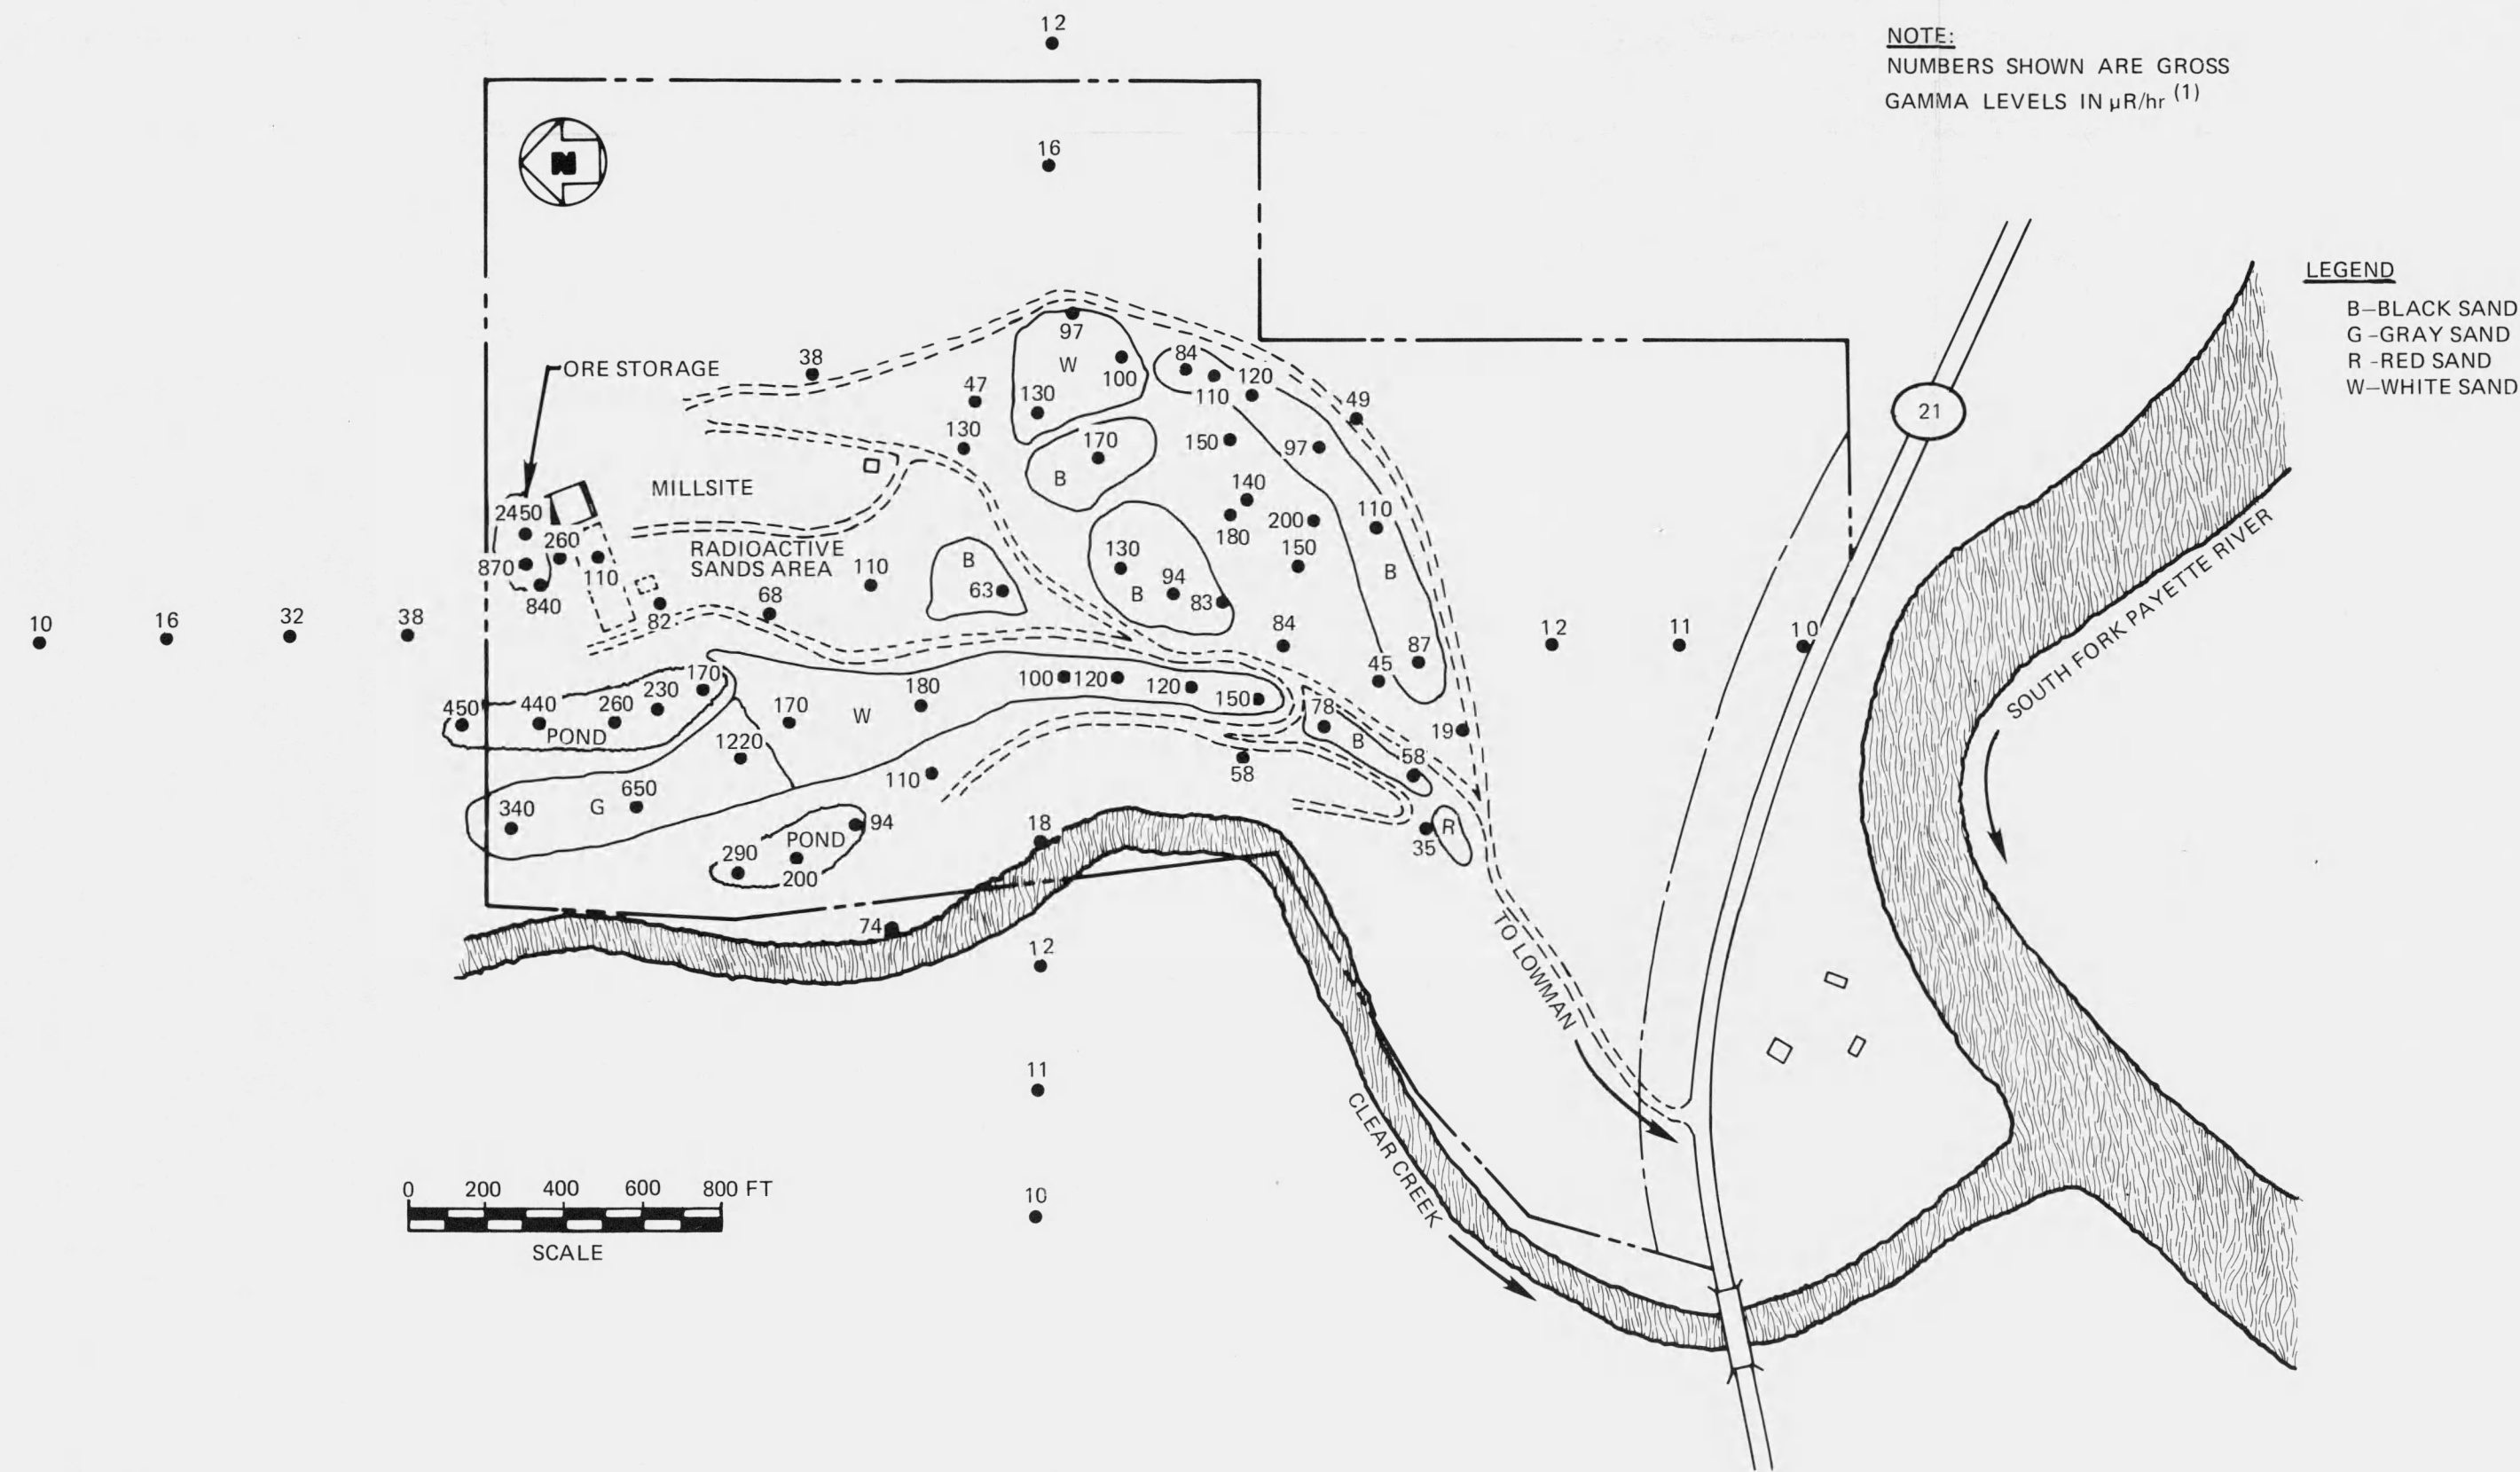 12
NOTE:
NUMBERS SHOWN ARE GROSS
GAMMA LEVELS IN µR/hr (1)
16
N
LEGEND
B–BLACK SAND
G -GRAY SAND
R -RED SAND
W–WHITE SAND
ORE STORAGE
38
97
W
100
130
47
130
84
110
120
49
21
170
B
150
97
MILLSITE
2450
260
870
110
840
RADIOACTIVE
SANDS AREA
110
68
82
B
63
130
94
B
83
140
180
200
150
110
B
84
87
45
10
16
32
38
12
11
10
SOUTH FORK PAYETTE RIVER
450
440
260
230
170
POND
170
W
180
100
120
120
150
78
B
58
19
1220
650
340
G
110
58
290
POND
94
200
18
R
35
74
12
TO LOWMAN
11
CLEAR CREEK
10
0 200 400 600 800 FT
SCALE